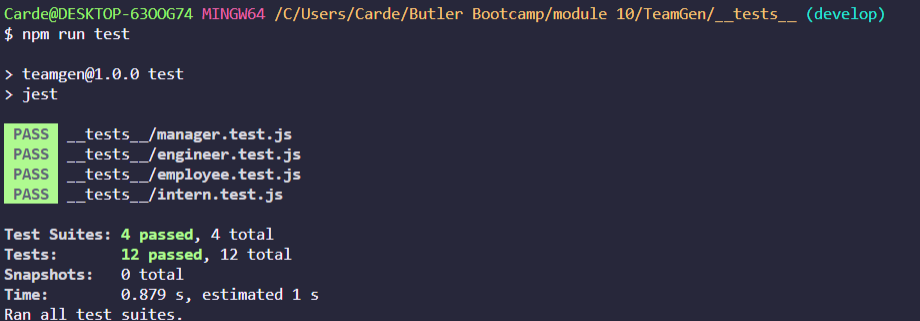 Carde@DESKTOP-63OOG74 MINGW64 /C/Users/Carde/Butler Bootcamp/module 10/TeamGen/__tests__ (develop)
$ npm run test
> teamgen@1.0.0 test
> jest
PASS __tests__/manager.test.js
PASS __tests__/engineer.test.js
PASS __tests__/employee.test.js
PASS __tests__/intern.test.js
Test Suites: 4 passed, 4 total
Tests: 12 passed, 12 total
Snapshots: 0 total
Time: 0.879 s, estimated 1 s
Ran all test suites.